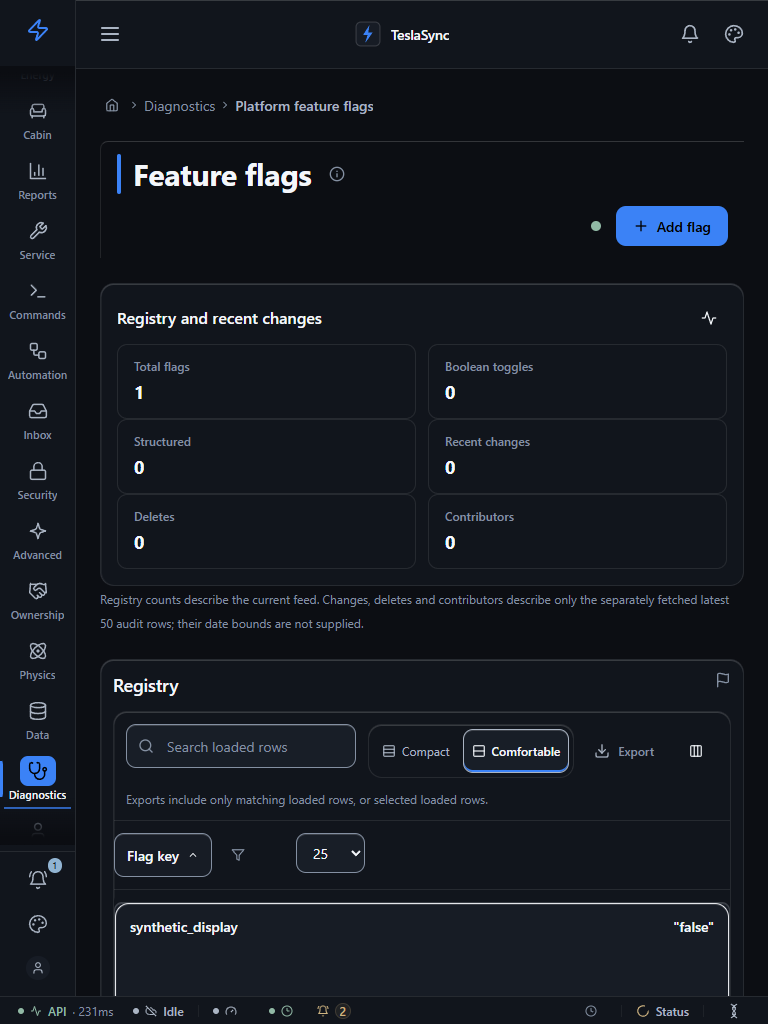 TeslaSync
Diagnostics
Platform feature flags
Feature flags
Add flag
Energy
Cabin
Reports
Service
Commands
Automation
Inbox
Security
Advanced
Ownership
Physics
Data
Diagnostics
1
Registry and recent changes
Total flags
1
Boolean toggles
0
Structured
0
Recent changes
0
Deletes
0
Contributors
0
Registry counts describe the current feed. Changes, deletes and contributors describe only the separately fetched latest
50 audit rows; their date bounds are not supplied.
Registry
Search loaded rows
Compact
Comfortable
Export
Exports include only matching loaded rows, or selected loaded rows.
Flag key
25
synthetic_display
"false"
API · 231ms
Idle
2
Status